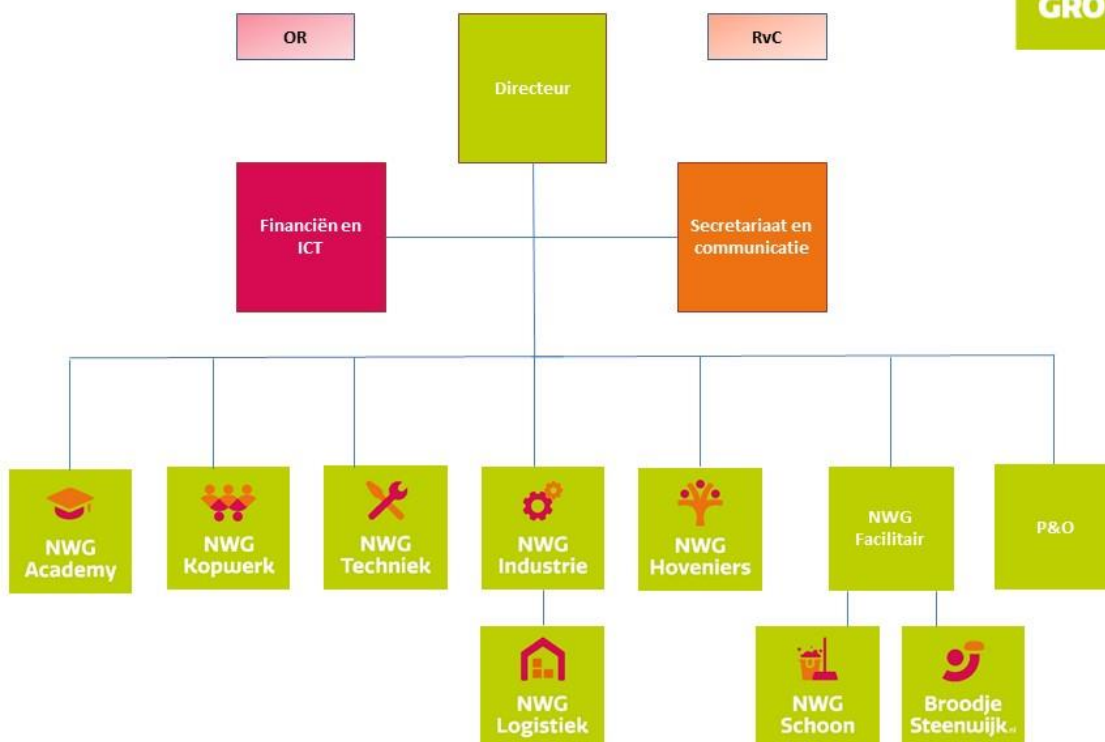 GRO
OR
RvC
Directeur
Financiën en
ICT
Secretariaat en
communicatie
NWG
Academy
NWG
Kopwerk
NWG
Techniek
NWG
Industrie
NWG
Hoveniers
NWG
Facilitair
P&O
NWG
Logistiek
NWG
Schoon
Broodje
Steenwijk.nl